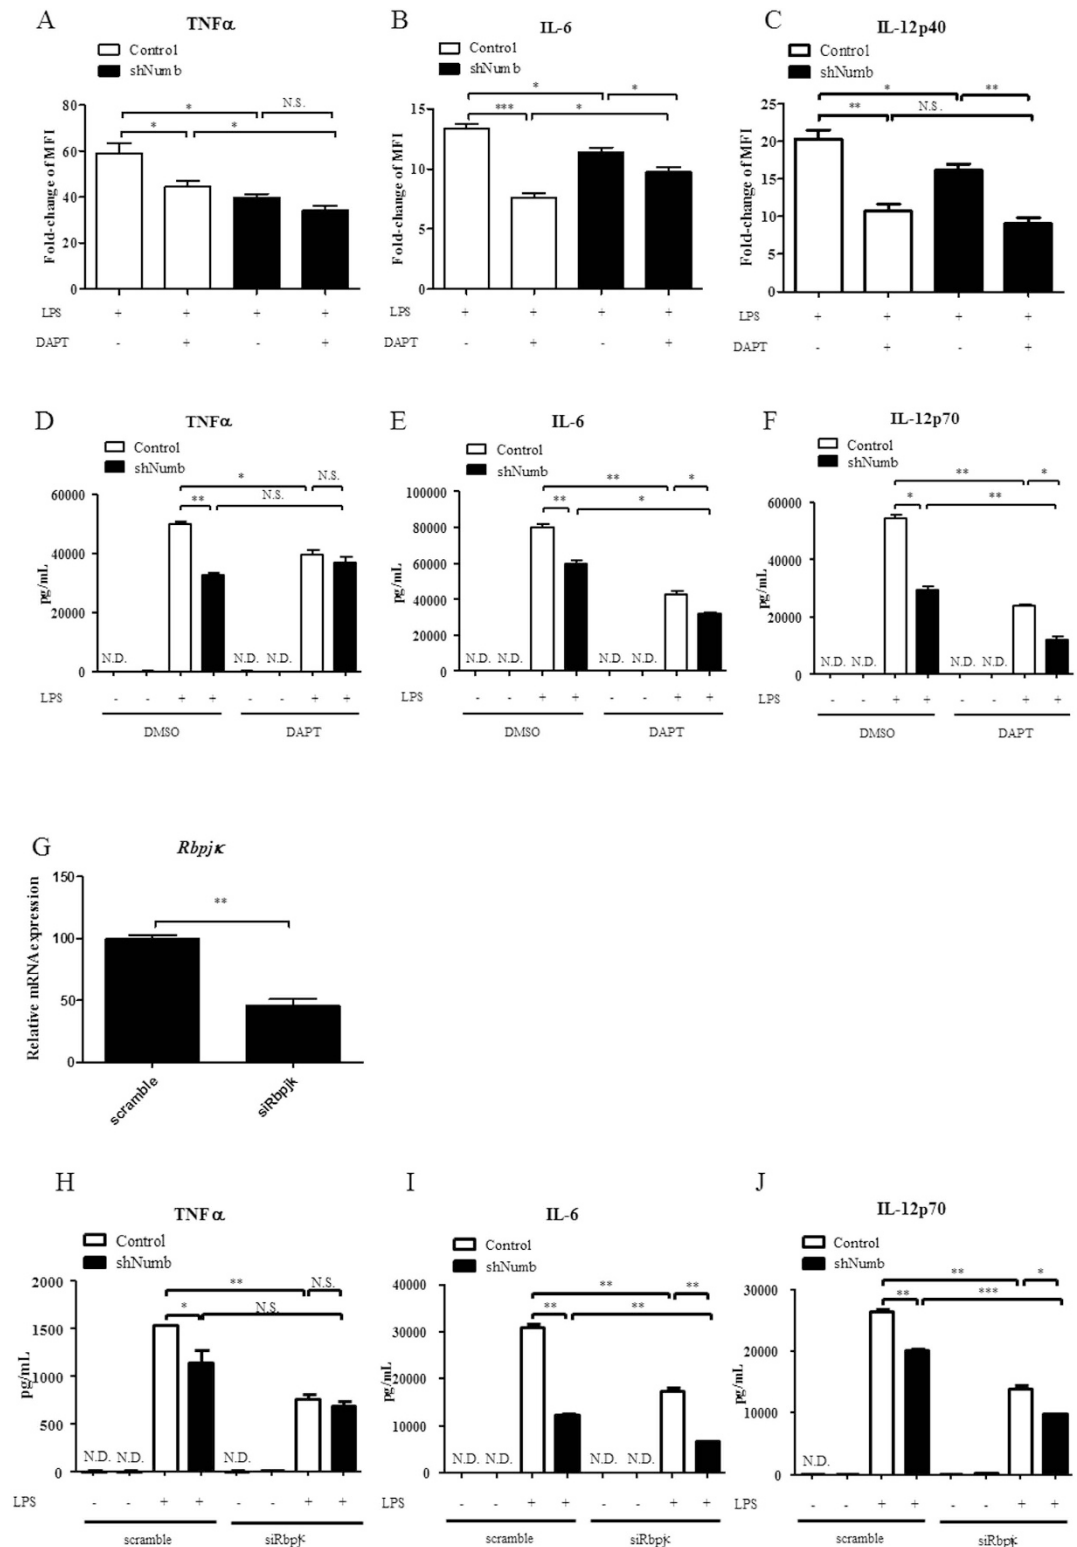 A
TNFα
Control
shNumb
N.S.
*
*
*
Fold-change of MFI
80
60
40
20
0
LPS
+ + + +
DAPT
- + - +
B
IL-6
Control
shNumb
* *
*** *
Fold-change of MFI
15
10
5
0
LPS
+ + + +
DAPT
- + - +
C
IL-12p40
Control
shNumb
* **
** N.S.
Fold-change of MFI
25
20
15
10
5
0
LPS
+ + + +
DAPT
- + - +
D
TNFα
Control
shNumb
* N.S.
** N.S.
pg/mL
60000
40000
20000
0
N.D. N.D. N.D.
LPS
- - + + - - + +
DMSO DAPT
E
IL-6
Control
shNumb
** *
** *
pg/mL
100000
80000
60000
40000
20000
0
N.D. N.D. N.D. N.D.
LPS
- - + + - - + +
DMSO DAPT
F
IL-12p70
Control
shNumb
** *
* **
pg/mL
60000
40000
20000
0
N.D. N.D. N.D. N.D.
LPS
- - + + - - + +
DMSO DAPT
G
Rbpjκ
Relative mRNA expression
150
100
50
0
**
scramble
siRbpjk
H
TNFα
Control
shNumb
** N.S.
* N.S.
pg/mL
2000
1500
1000
500
0
N.D. N.D. N.D.
LPS
- - + + - - + +
scramble siRbpjκ
I
IL-6
Control
shNumb
** **
** **
pg/mL
40000
30000
20000
10000
0
N.D. N.D. N.D. N.D.
LPS
- - + + - - + +
scramble siRbpjκ
J
IL-12p70
Control
shNumb
** *
** ***
pg/mL
30000
20000
10000
0
N.D.
LPS
- - + + - - + +
scramble siRbpjκ